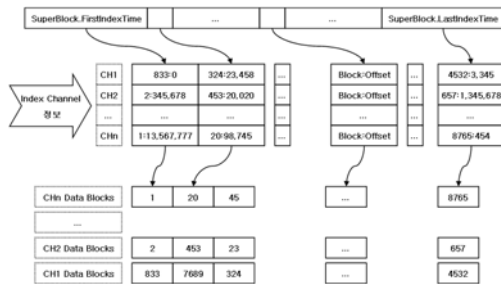 SuperBlock.FirstIndexTime ... ... SuperBlock.LastIndexTime
Index Channel
정보
CH1 833:0 324:23,458 ... Block:Offset ... 4532:3,345
CH2 2:345,678 453:20,020 Block:Offset 657:1,345,678
... ... ... ... ...
CHn 1:13,567,777 20:98,745 ... Block:Offset ... 8765:454
CHn Data Blocks 1 20 45 ... 8765
...
CH2 Data Blocks 2 453 23 ... 657
CH1 Data Blocks 833 7689 324 4532